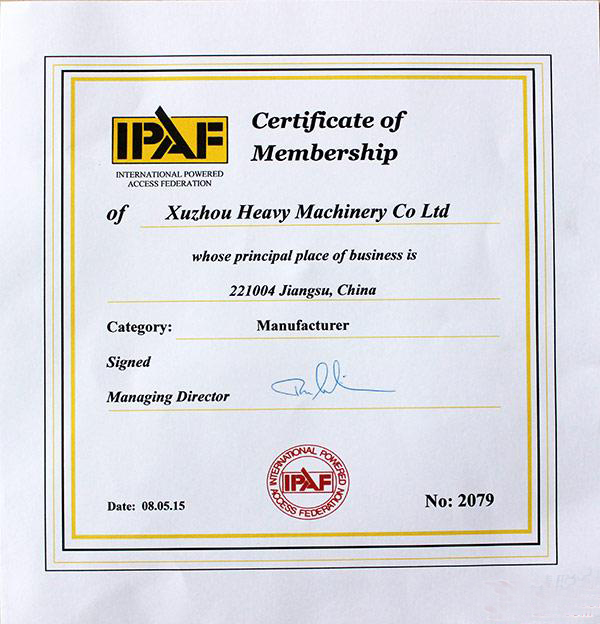 IPAF
INTERNATIONAL POWERED
ACCESS FEDERATION
Certificate of
Membership
of Xuzhou Heavy Machinery Co Ltd
whose principal place of business is
221004 Jiangsu, China
Category: Manufacturer
Signed
Managing Director
INTERNATIONAL POWERED
IPAF
ACCESS FEDERATION
Date: 08.05.15
No: 2079